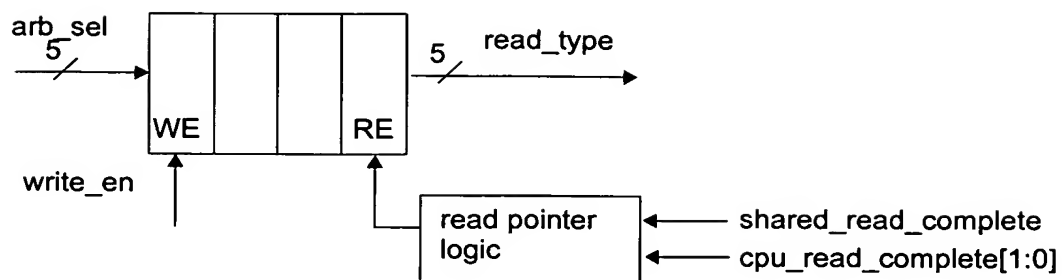 arb_sel
5
5
read_type
WE
RE
write_en
read pointer
logic
shared_read_complete
cpu_read_complete[1:0]